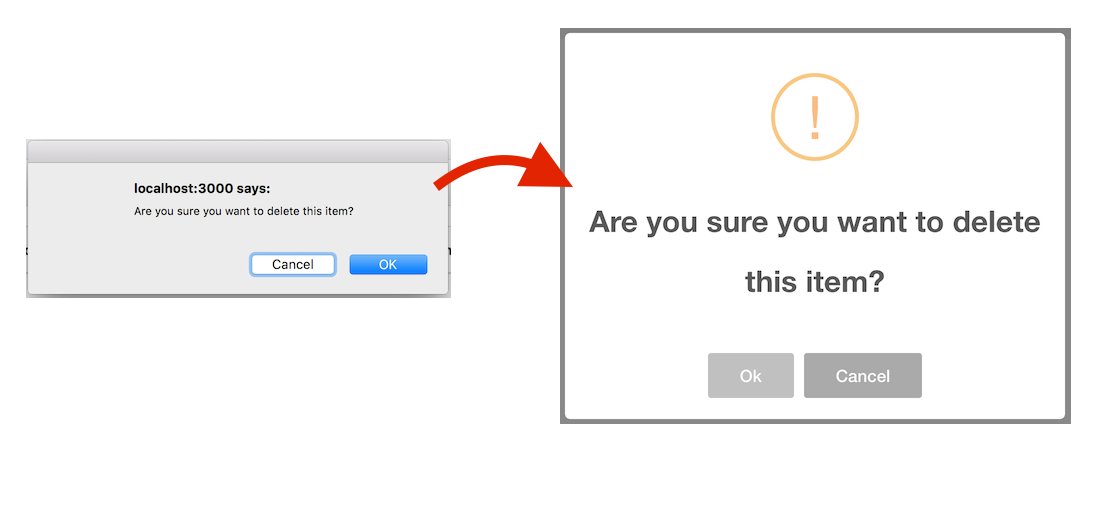 localhost:3000 says:
Are you sure you want to delete this item?
Cancel
OK
!
Are you sure you want to delete
this item?
Ok
Cancel